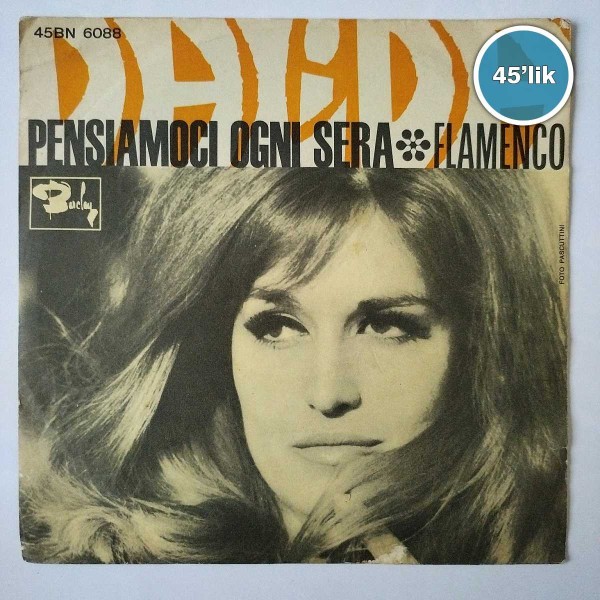 45BN 6088
DALIDA
45'lik
PENSIAMOCI OGNI SERA FLAMENCO
Barclay
FOTO PASCUTTINI